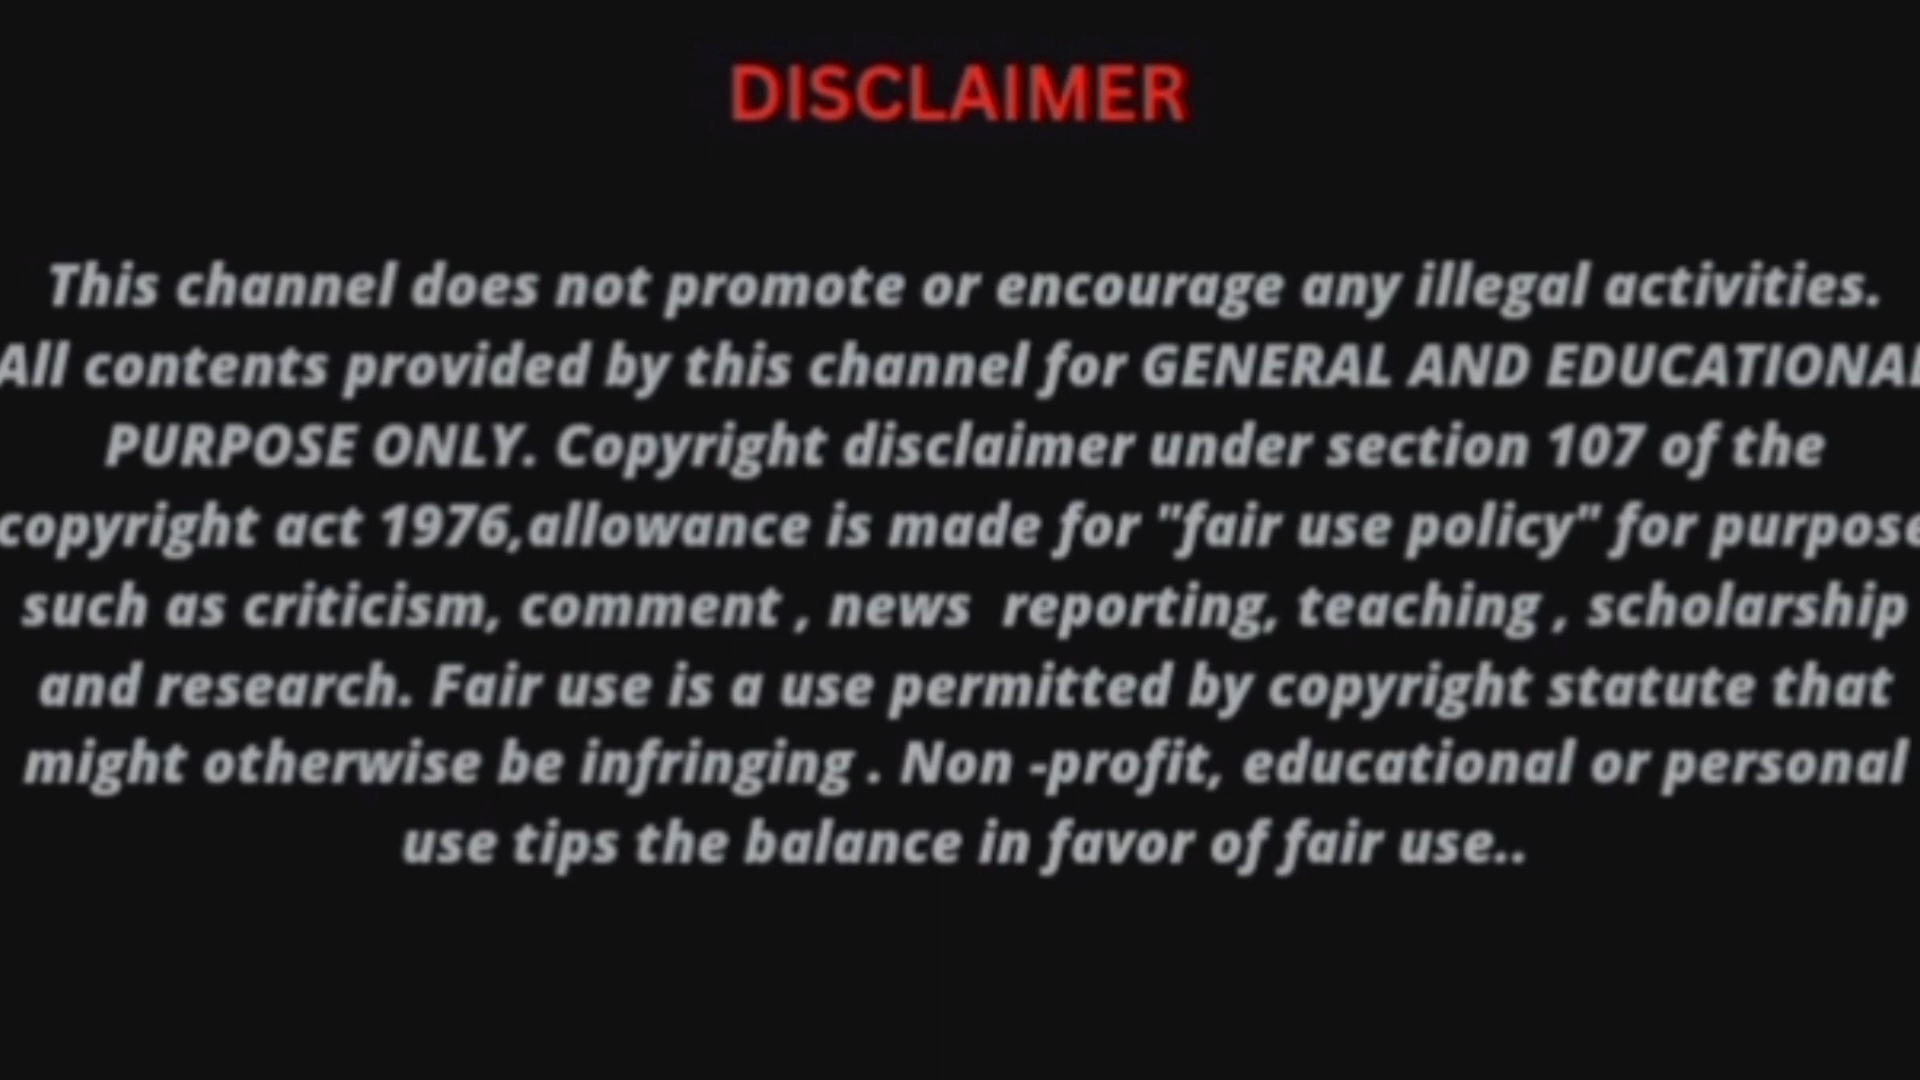 DISCLAIMER
This channel does not promote or encourage any illegal activities.
All contents provided by this channel for GENERAL AND EDUCATIONAL
PURPOSE ONLY. Copyright disclaimer under section 107 of the
copyright act 1976,allowance is made for "fair use policy" for purpose
such as criticism, comment , news  reporting, teaching , scholarship
and research. Fair use is a use permitted by copyright statute that
might otherwise be infringing . Non -profit, educational or personal
use tips the balance in favor of fair use..